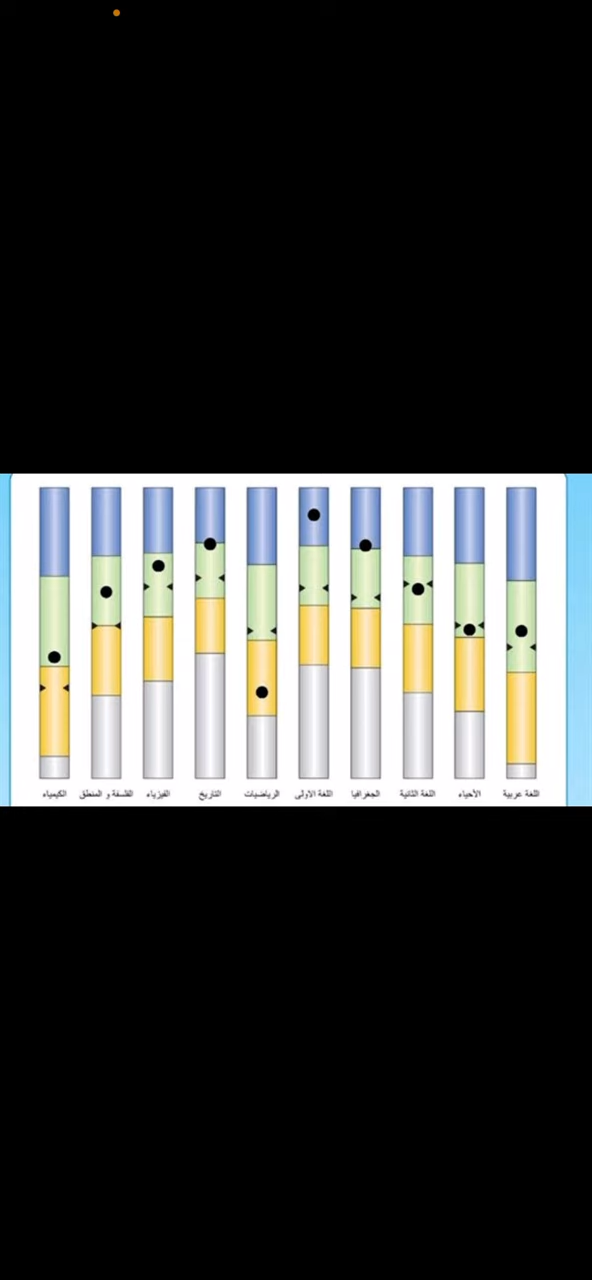 اللغة عربية
الأحياء
اللغة الثانية
الجغرافيا
اللغة الاولى
الرياضيات
التاريخ
الفيزياء
الفلسفة و المنطق
الكيمياء